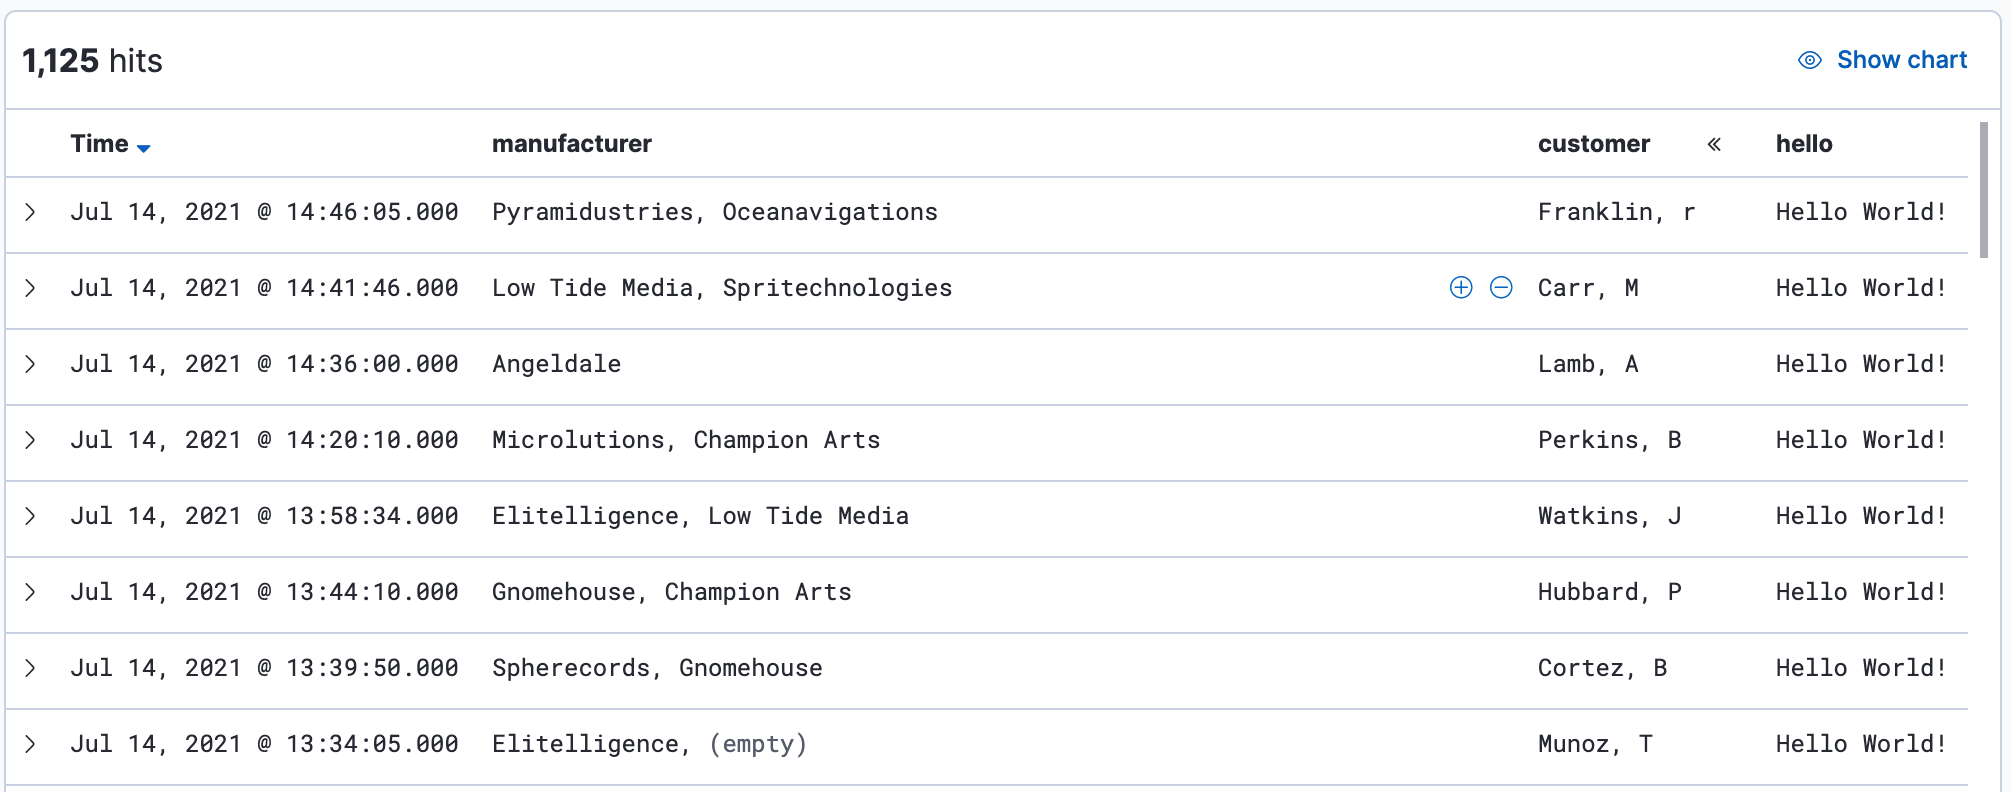 1,125 hits Show chart
Time manufacturer customer « hello
Jul 14, 2021 @ 14:46:05.000 Pyramidustries, Oceanavigations Franklin, r Hello World!
Jul 14, 2021 @ 14:41:46.000 Low Tide Media, Spritechnologies Carr, M Hello World!
Jul 14, 2021 @ 14:36:00.000 Angeldale Lamb, A Hello World!
Jul 14, 2021 @ 14:20:10.000 Microlutions, Champion Arts Perkins, B Hello World!
Jul 14, 2021 @ 13:58:34.000 Elitelligence, Low Tide Media Watkins, J Hello World!
Jul 14, 2021 @ 13:44:10.000 Gnomehouse, Champion Arts Hubbard, P Hello World!
Jul 14, 2021 @ 13:39:50.000 Spherecords, Gnomehouse Cortez, B Hello World!
Jul 14, 2021 @ 13:34:05.000 Elitelligence, (empty) Munoz, T Hello World!